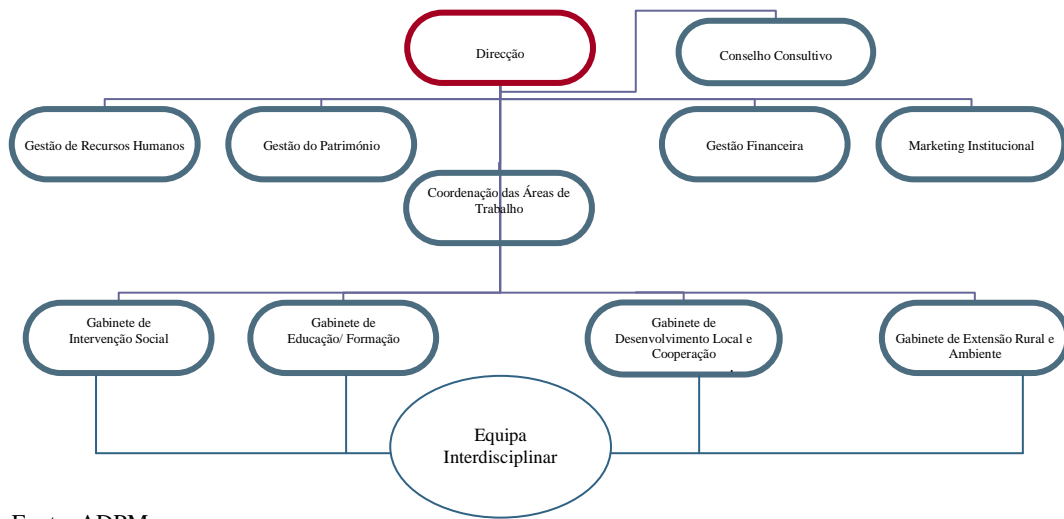 Direcção
Conselho Consultivo
Gestão de Recursos Humanos
Gestão do Património
Gestão Financeira
Marketing Institucional
Coordenação das Áreas de
Trabalho
Gabinete de
Intervenção Social
Gabinete de
Educação/ Formação
Gabinete de
Desenvolvimento Local e
Cooperação
.
Gabinete de Extensão Rural e
Ambiente
Equipa
Interdisciplinar